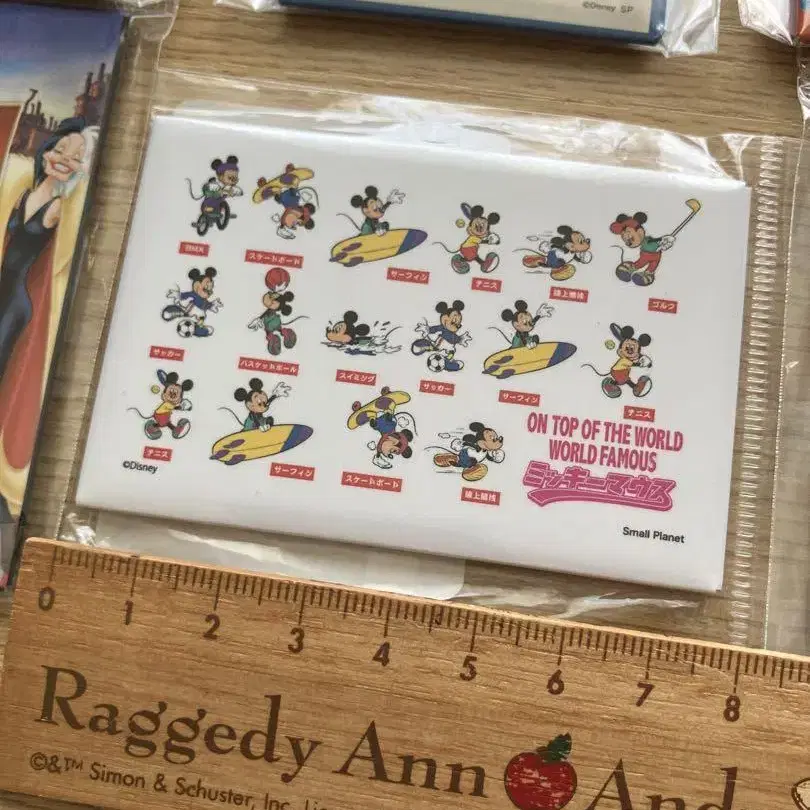 ©Disney SP
BMX
スケートボード
サーフィン
テニス
陸上競技
ゴルフ
サッカー
バスケットボール
スイミング
サッカー
サーフィン
テニス
テニス
サーフィン
スケートボード
陸上競技
ON TOP OF THE WORLD
WORLD FAMOUS
ミッキーマウス
©Disney
Small Planet
0 1 2 3 4 5 6 7 8
Raggedy Ann And
©&™ Simon & Schuster, Inc.